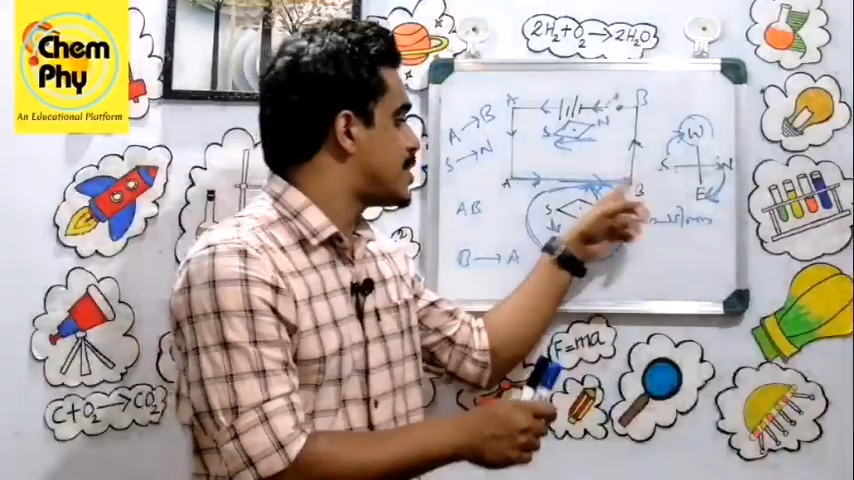 Chem
Phy
An Educational Platform
2H₂+O₂→2H₂O
A→B
S→N
AB
B→A
A
B
S
N
A
B
S
W
S
N
E
F=ma
C+O₂→CO₂